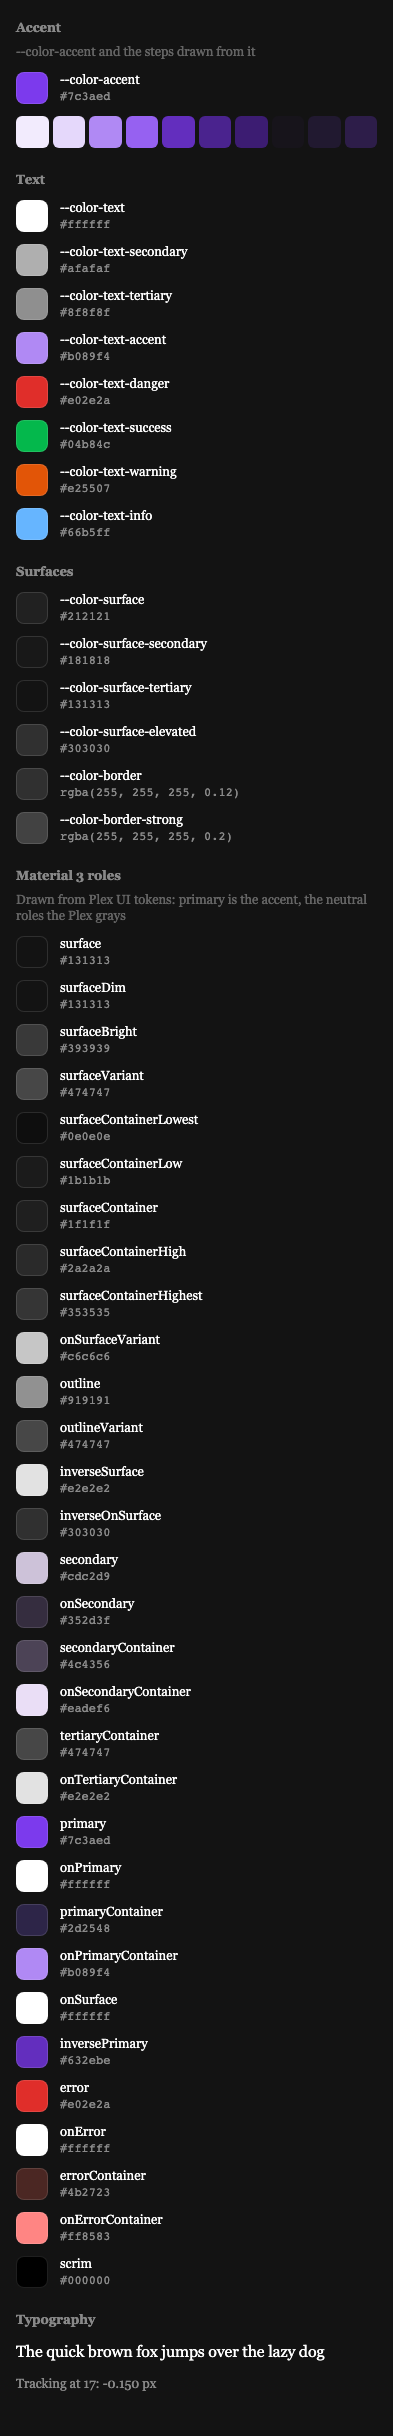 Accent
--color-accent and the steps drawn from it
--color-accent
#7c3aed
Text
--color-text
#ffffff
--color-text-secondary
#afafaf
--color-text-tertiary
#8f8f8f
--color-text-accent
#b089f4
--color-text-danger
#e02e2a
--color-text-success
#04b84c
--color-text-warning
#e25507
--color-text-info
#66b5ff
Surfaces
--color-surface
#212121
--color-surface-secondary
#181818
--color-surface-tertiary
#131313
--color-surface-elevated
#303030
--color-border
rgba(255, 255, 255, 0.12)
--color-border-strong
rgba(255, 255, 255, 0.2)
Material 3 roles
Drawn from Plex UI tokens: primary is the accent, the neutral
roles the Plex grays
surface
#131313
surfaceDim
#131313
surfaceBright
#393939
surfaceVariant
#474747
surfaceContainerLowest
#0e0e0e
surfaceContainerLow
#1b1b1b
surfaceContainer
#1f1f1f
surfaceContainerHigh
#2a2a2a
surfaceContainerHighest
#353535
onSurfaceVariant
#c6c6c6
outline
#919191
outlineVariant
#474747
inverseSurface
#e2e2e2
inverseOnSurface
#303030
secondary
#cdc2d9
onSecondary
#352d3f
secondaryContainer
#4c4356
onSecondaryContainer
#eadef6
tertiaryContainer
#474747
onTertiaryContainer
#e2e2e2
primary
#7c3aed
onPrimary
#ffffff
primaryContainer
#2d2548
onPrimaryContainer
#b089f4
onSurface
#ffffff
inversePrimary
#632ebe
error
#e02e2a
onError
#ffffff
errorContainer
#4b2723
onErrorContainer
#ff8583
scrim
#000000
Typography
The quick brown fox jumps over the lazy dog
Tracking at 17: -0.150 px